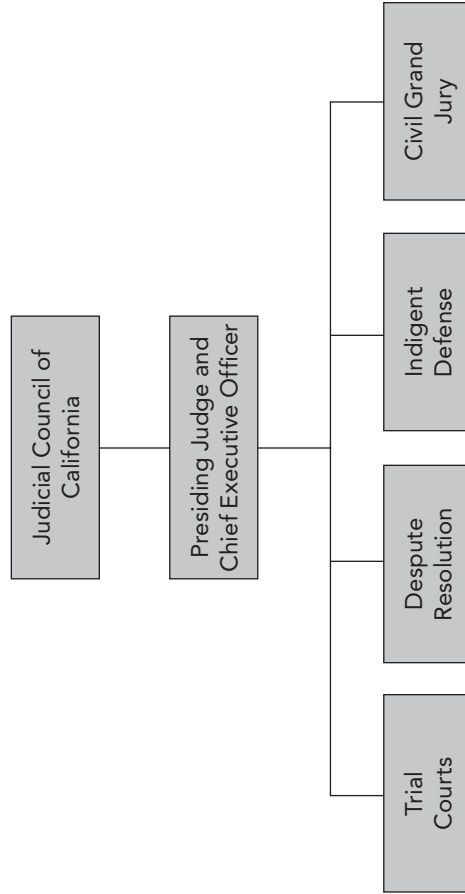 Judicial Council of
California
Presiding Judge and
Chief Executive Officer
Trial
Courts
Despute
Resolution
Indigent
Defense
Civil Grand
Jury